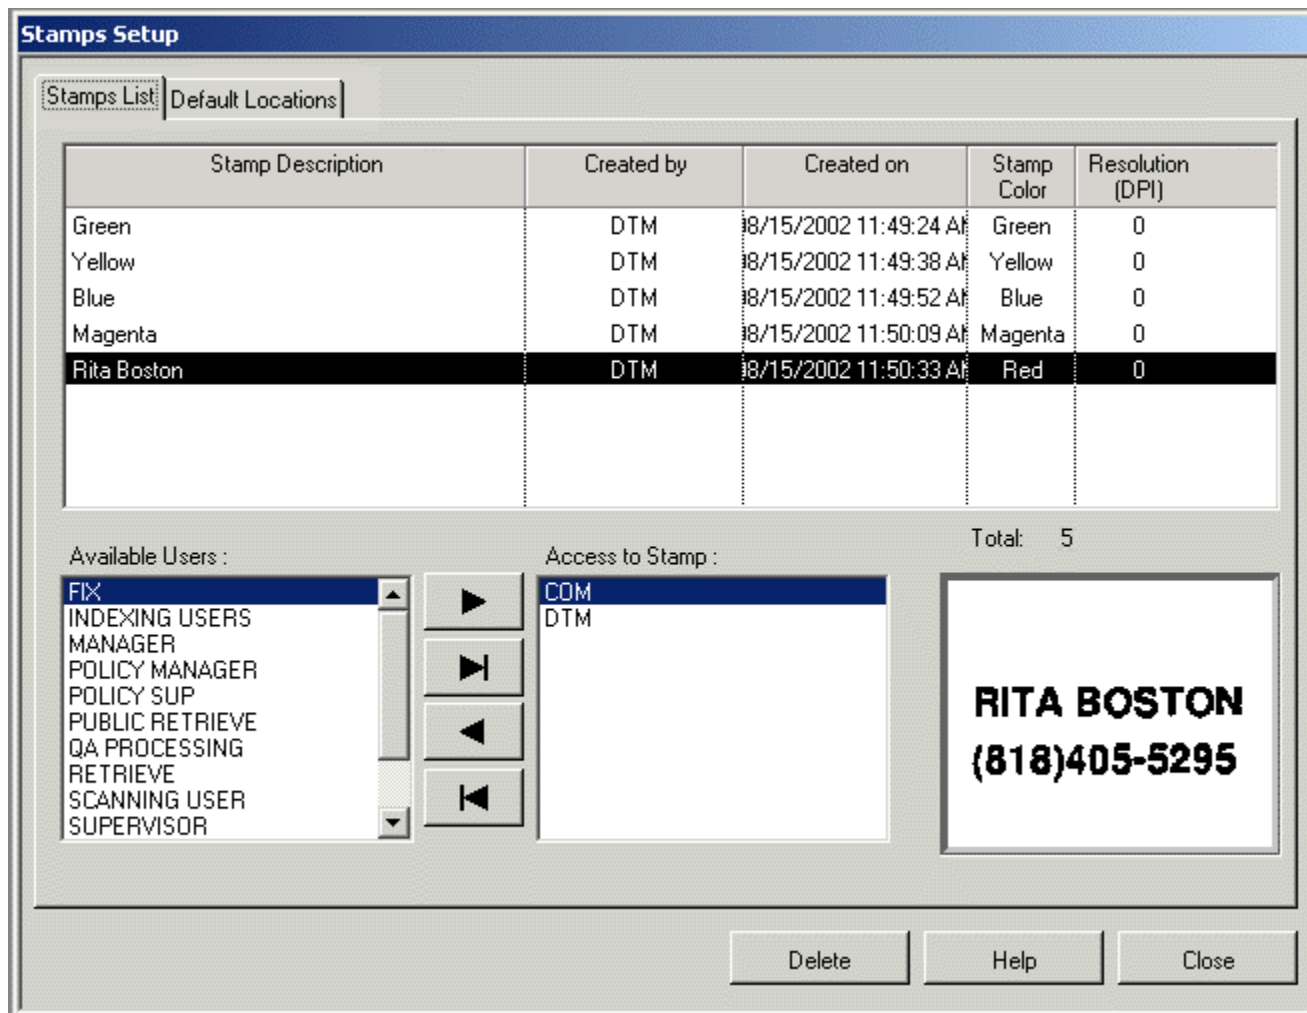 Stamps Setup
Stamps List Default Locations
Stamp Description Created by Created on Stamp Color Resolution (DPI)
Green DTM 8/15/2002 11:49:24 Green 0
Yellow DTM 8/15/2002 11:49:38 Yellow 0
Blue DTM 8/15/2002 11:49:52 Blue 0
Magenta DTM 8/15/2002 11:50:09 Magenta 0
Rita Boston DTM 8/15/2002 11:50:33 Red 0
Total: 5
Available Users :
FIX
INDEXING USERS
MANAGER
POLICY MANAGER
POLICY SUP
PUBLIC RETRIEVE
QA PROCESSING
RETRIEVE
SCANNING USER
SUPERVISOR
Access to Stamp :
COM
DTM
RITA BOSTON
(818)405-5295
Delete Help Close